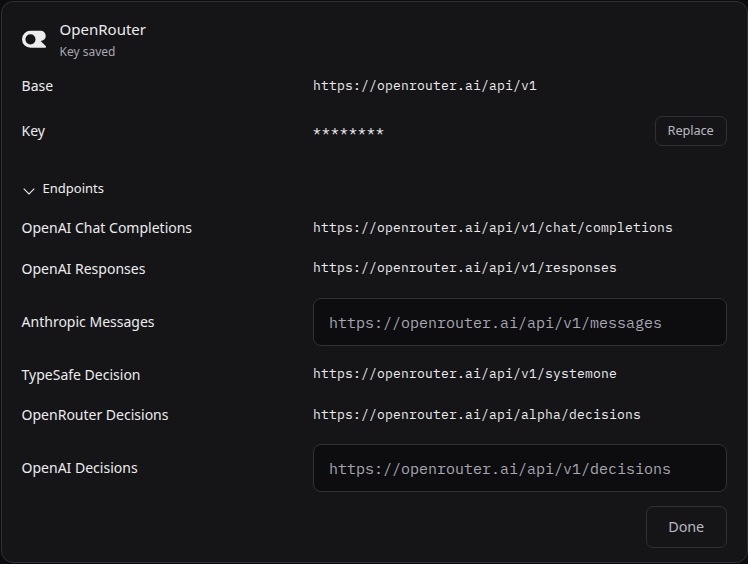 OpenRouter
Key saved
Base https://openrouter.ai/api/v1
Key ******** Replace
Endpoints
OpenAI Chat Completions https://openrouter.ai/api/v1/chat/completions
OpenAI Responses https://openrouter.ai/api/v1/responses
Anthropic Messages https://openrouter.ai/api/v1/messages
TypeSafe Decision https://openrouter.ai/api/v1/systemone
OpenRouter Decisions https://openrouter.ai/api/alpha/decisions
OpenAI Decisions https://openrouter.ai/api/v1/decisions
Done